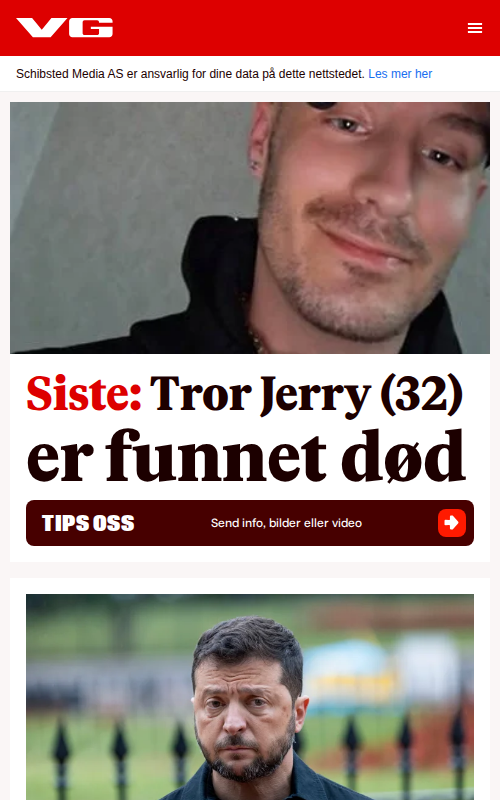 VG
Schibsted Media AS er ansvarlig for dine data på dette nettstedet. Les mer her
Siste: Tror Jerry (32)
er funnet død
TIPS OSS
Send info, bilder eller video